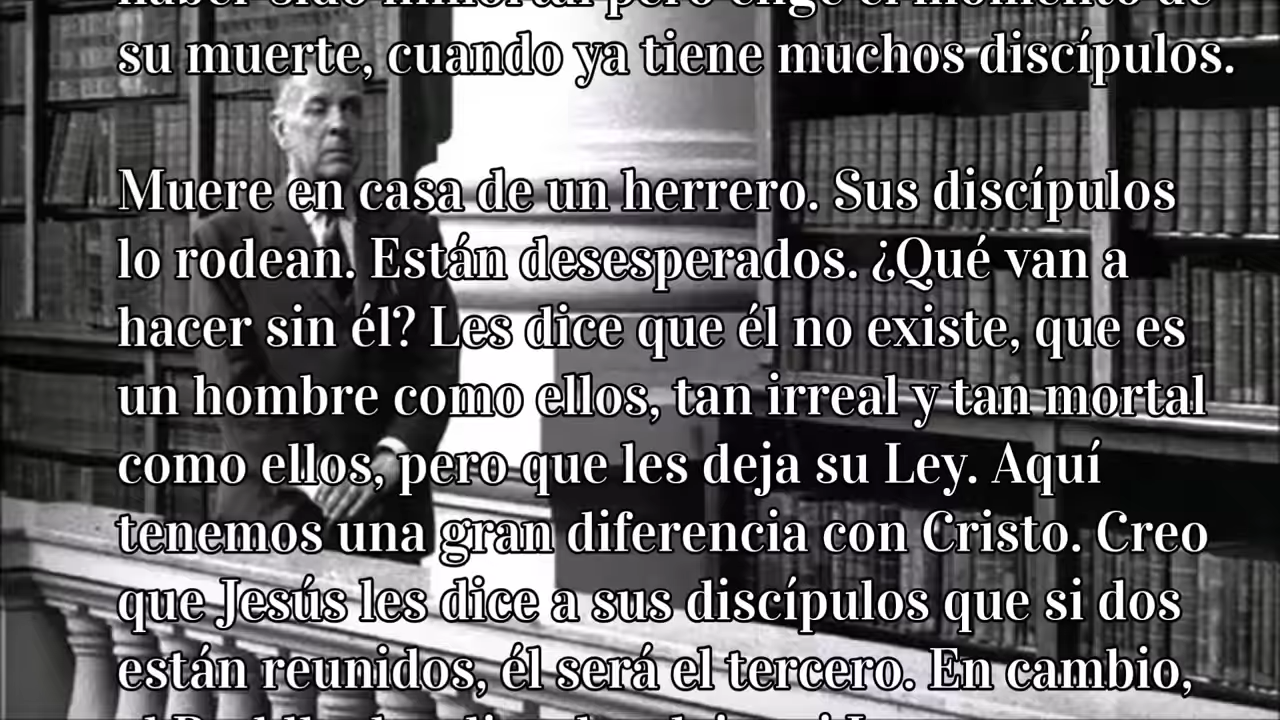 su muerte, cuando ya tiene muchos discípulos.
Muere en casa de un herrero. Sus discípulos
lo rodean. Están desesperados. ¿Qué van a
hacer sin él? Les dice que él no existe, que es
un hombre como ellos, tan irreal y tan mortal
como ellos, pero que les deja su Ley. Aquí
tenemos una gran diferencia con Cristo. Creo
que Jesús les dice a sus discípulos que si dos
están reunidos, él será el tercero. En cambio,